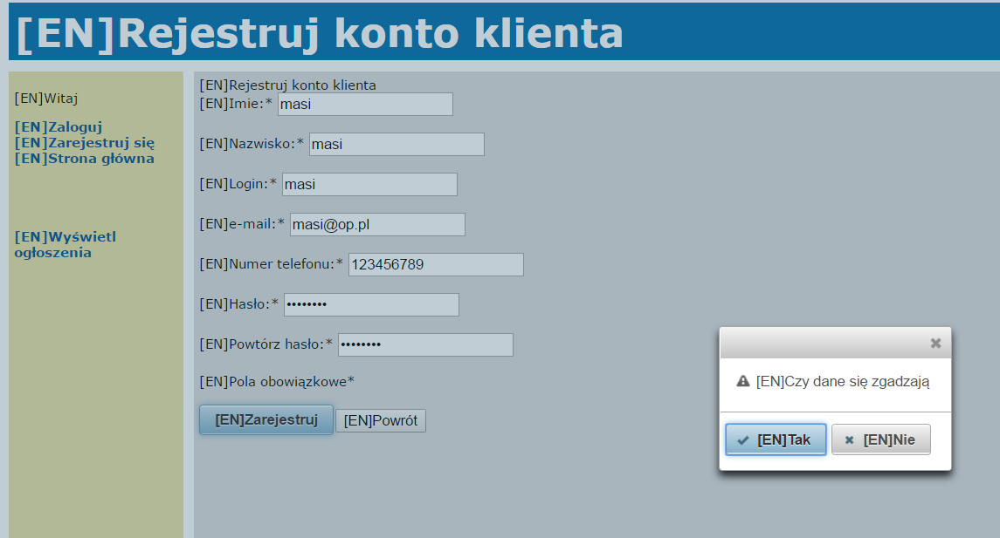 [EN]Rejestruj konto klienta
[EN]Witaj
[EN]Zaloguj
[EN]Zarejestruj się
[EN]Strona główna
[EN]Wyświetl
ogłoszenia
[EN]Rejestruj konto klienta
[EN]Imie:* masi
[EN]Nazwisko:* masi
[EN]Login:* masi
[EN]e-mail:* masi@op.pl
[EN]Numer telefonu:* 123456789
[EN]Hasło:* ••••••••
[EN]Powtórz hasło:* ••••••••
[EN]Pola obowiązkowe*
[EN]Zarejestruj [EN]Powrót
[EN]Czy dane się zgadzają
[EN]Tak [EN]Nie